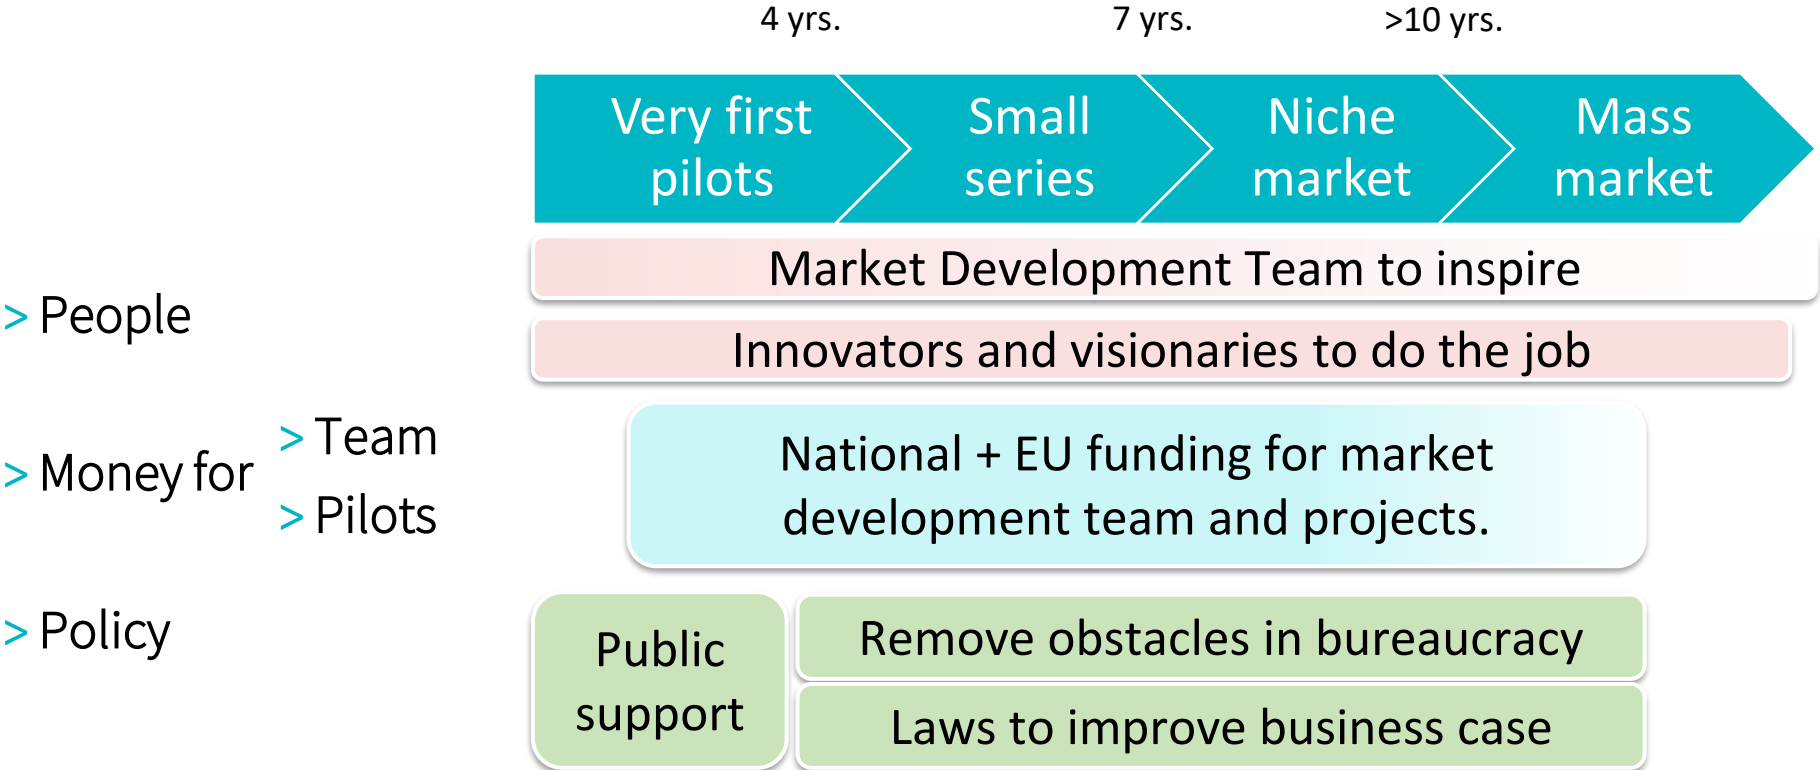 4 yrs.
7 yrs.
>10 yrs.
Very first
pilots
Small
series
Niche
market
Mass
market
> People
Market Development Team to inspire
Innovators and visionaries to do the job
> Money for
> Team
> Pilots
National + EU funding for market
development team and projects.
> Policy
Public
support
Remove obstacles in bureaucracy
Laws to improve business case